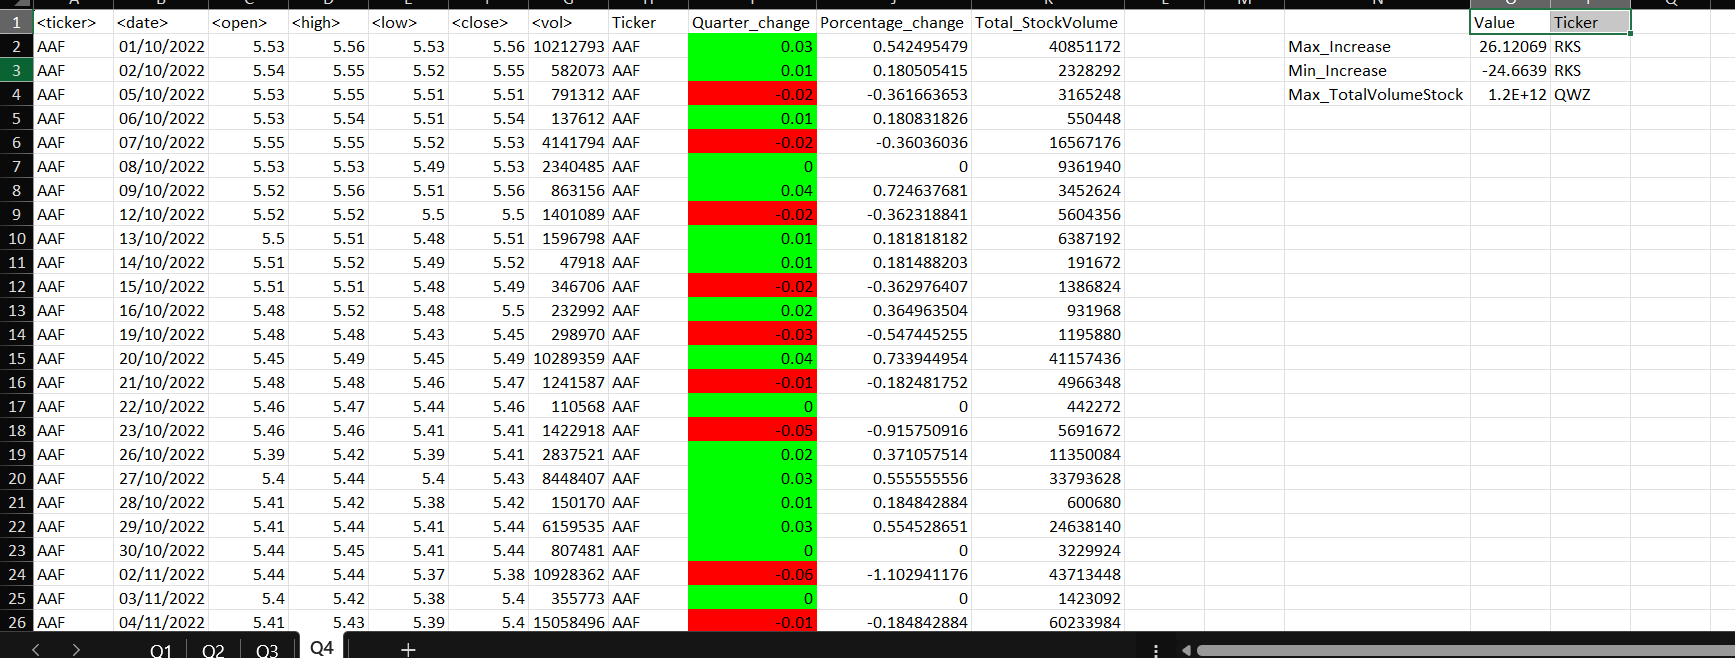 1 <ticker> <date> <open> <high> <low> <close> <vol> Ticker Quarter_change Porcentage_change Total_StockVolume Value Ticker
2 AAF 01/10/2022 5.53 5.56 5.53 5.56 10212793 AAF 0.03 0.542495479 40851172 Max_Increase 26.12069 RKS
3 AAF 02/10/2022 5.54 5.55 5.52 5.55 582073 AAF 0.01 0.180505415 2328292 Min_Increase -24.6639 RKS
4 AAF 05/10/2022 5.53 5.55 5.51 5.51 791312 AAF -0.02 -0.361663653 3165248 Max_TotalVolumeStock 1.2E+12 QWZ
5 AAF 06/10/2022 5.53 5.54 5.51 5.54 137612 AAF 0.01 0.180831826 550448
6 AAF 07/10/2022 5.55 5.55 5.52 5.53 4141794 AAF -0.02 -0.36036036 16567176
7 AAF 08/10/2022 5.53 5.53 5.49 5.53 2340485 AAF 0 0 9361940
8 AAF 09/10/2022 5.52 5.56 5.51 5.56 863156 AAF 0.04 0.724637681 3452624
9 AAF 12/10/2022 5.52 5.52 5.5 5.5 1401089 AAF -0.02 -0.362318841 5604356
10 AAF 13/10/2022 5.5 5.51 5.48 5.51 1596798 AAF 0.01 0.181818182 6387192
11 AAF 14/10/2022 5.51 5.52 5.49 5.52 47918 AAF 0.01 0.181488203 191672
12 AAF 15/10/2022 5.51 5.51 5.48 5.49 346706 AAF -0.02 -0.362976407 1386824
13 AAF 16/10/2022 5.48 5.52 5.48 5.5 232992 AAF 0.02 0.364963504 931968
14 AAF 19/10/2022 5.48 5.48 5.43 5.45 298970 AAF -0.03 -0.547445255 1195880
15 AAF 20/10/2022 5.45 5.49 5.45 5.49 10289359 AAF 0.04 0.733944954 41157436
16 AAF 21/10/2022 5.48 5.48 5.46 5.47 1241587 AAF -0.01 -0.182481752 4966348
17 AAF 22/10/2022 5.46 5.47 5.44 5.46 110568 AAF 0 0 442272
18 AAF 23/10/2022 5.46 5.46 5.41 5.41 1422918 AAF -0.05 -0.915750916 5691672
19 AAF 26/10/2022 5.39 5.42 5.39 5.41 2837521 AAF 0.02 0.371057514 11350084
20 AAF 27/10/2022 5.4 5.44 5.4 5.43 8448407 AAF 0.03 0.555555556 33793628
21 AAF 28/10/2022 5.41 5.42 5.38 5.42 150170 AAF 0.01 0.184842884 600680
22 AAF 29/10/2022 5.41 5.44 5.41 5.44 6159535 AAF 0.03 0.554528651 24638140
23 AAF 30/10/2022 5.44 5.45 5.41 5.44 807481 AAF 0 0 3229924
24 AAF 02/11/2022 5.44 5.44 5.37 5.38 10928362 AAF -0.06 -1.102941176 43713448
25 AAF 03/11/2022 5.4 5.42 5.38 5.4 355773 AAF 0 0 1423092
26 AAF 04/11/2022 5.41 5.43 5.39 5.4 15058496 AAF -0.01 -0.184842884 60233984
Q1 Q2 Q3 Q4